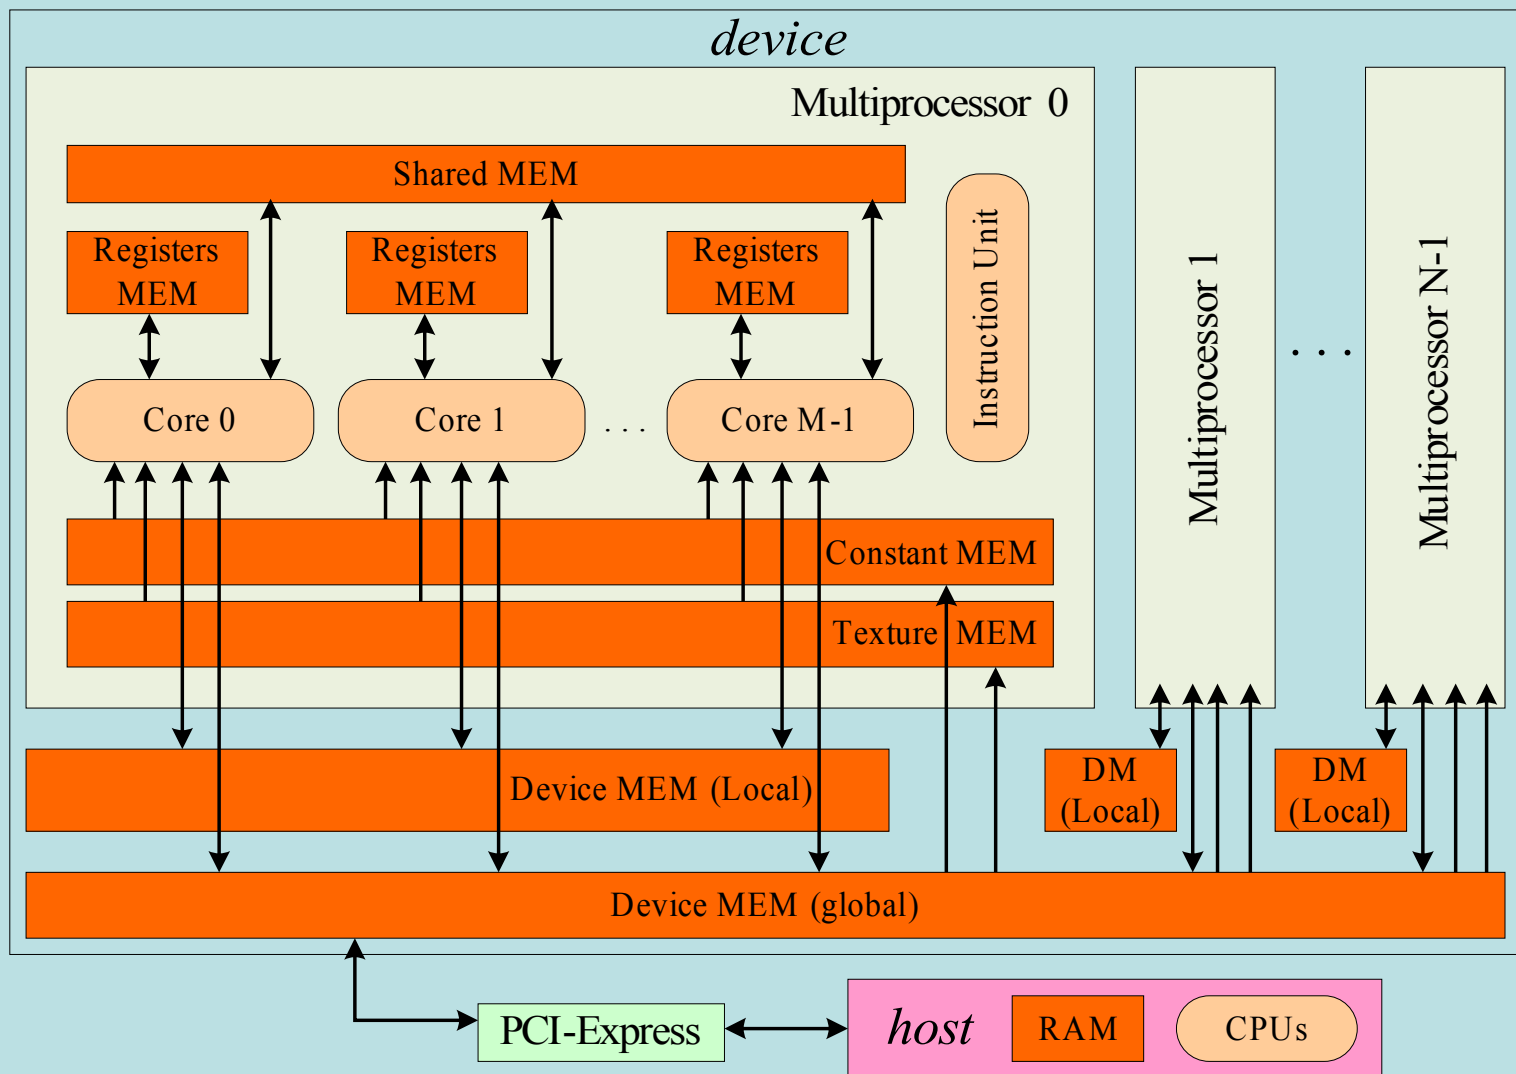 device
Multiprocessor 0
Shared MEM
Registers
MEM
Registers
MEM
Registers
MEM
Instruction Unit
Core 0
Core 1
. . .
Core M-1
Constant MEM
Texture MEM
Multiprocessor 1
. . .
Multiprocessor N-1
Device MEM (Local)
DM
(Local)
DM
(Local)
Device MEM (global)
PCI-Express
host
RAM
CPUs